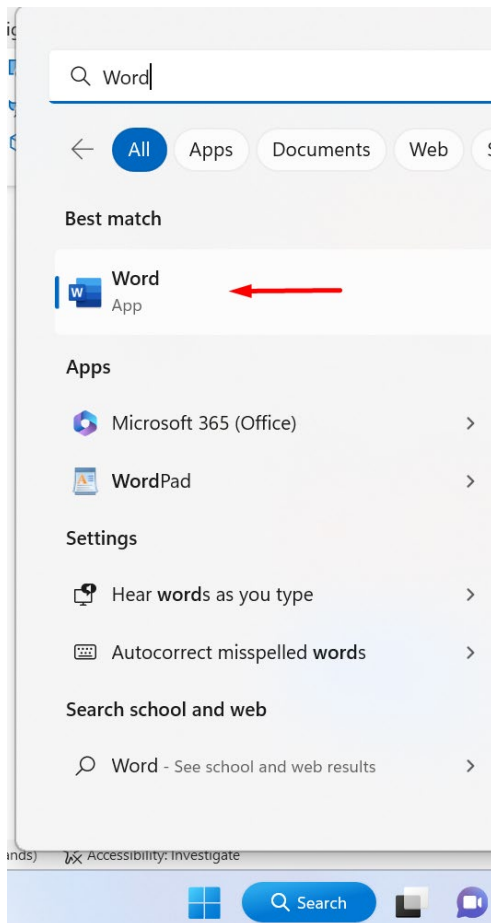 Word
All Apps Documents Web
Best match
Word
App
Apps
Microsoft 365 (Office)
WordPad
Settings
Hear words as you type
Autocorrect misspelled words
Search school and web
Word - See school and web results
Accessibility: Investigate
Search